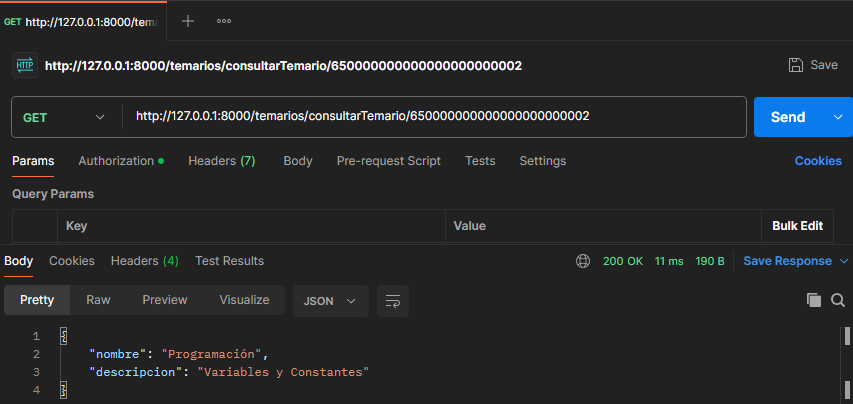 GET http://127.0.0.1:8000/tema
HTTP http://127.0.0.1:8000/temarios/consultarTemario/650000000000000000000002 Save
GET http://127.0.0.1:8000/temarios/consultarTemario/650000000000000000000002 Send
Params Authorization Headers (7) Body Pre-request Script Tests Settings Cookies
Query Params
Key Value Bulk Edit
Body Cookies Headers (4) Test Results 200 OK 11 ms 190 B Save Response
Pretty Raw Preview Visualize JSON
1 {
2 "nombre": "Programación",
3 "descripcion": "Variables y Constantes"
4 }